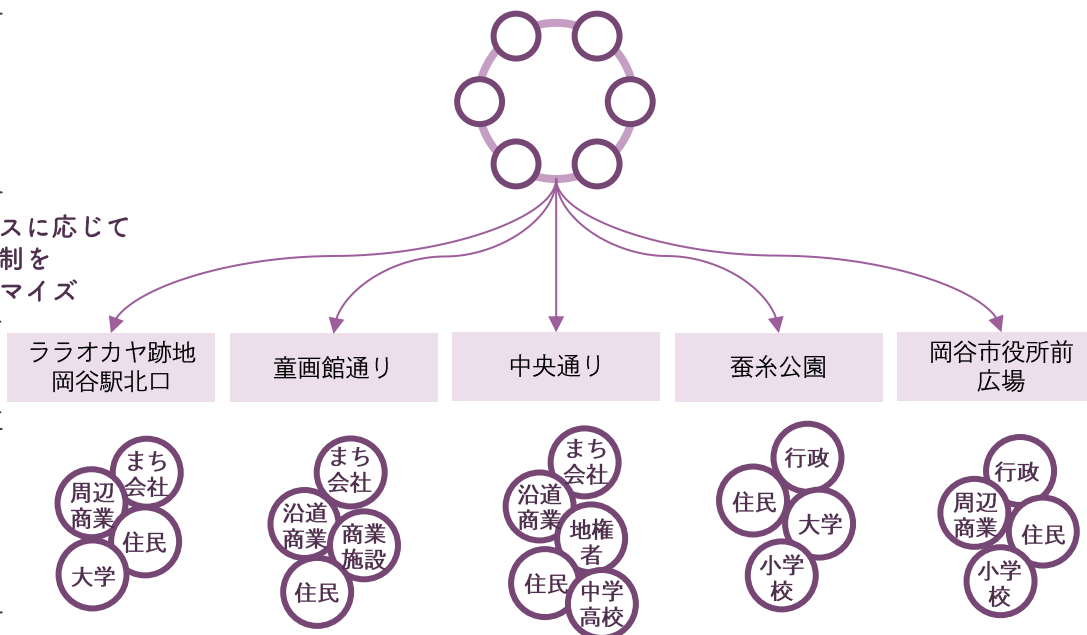 スに応じて
制を
マイズ
ララオカヤ跡地
岡谷駅北口
童画館通り
中央通り
蚕糸公園
岡谷市役所前
広場
まち
会社
周辺
商業
住民
大学
まち
会社
沿道
商業
商業
施設
住民
まち
会社
沿道
商業
地権
者
住民
中学
高校
行政
住民
大学
小学
校
行政
周辺
商業
住民
小学
校